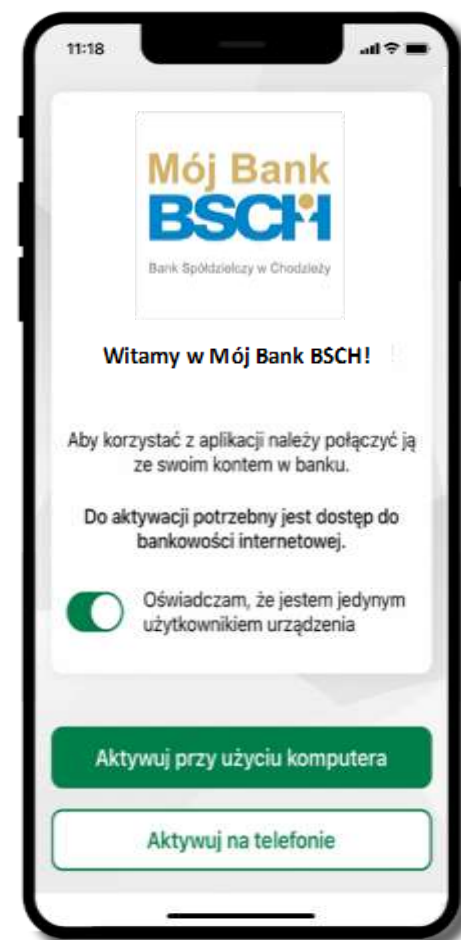 11:18
Mój Bank
BSCH
Bank Spółdzielczy w Chodzieży
Witamy w Mój Bank BSCH!
Aby korzystać z aplikacji należy połączyć ją
ze swoim kontem w banku.
Do aktywacji potrzebny jest dostęp do
bankowości internetowej.
Oświadczam, że jestem jedynym
użytkownikiem urządzenia
Aktywuj przy użyciu komputera
Aktywuj na telefonie